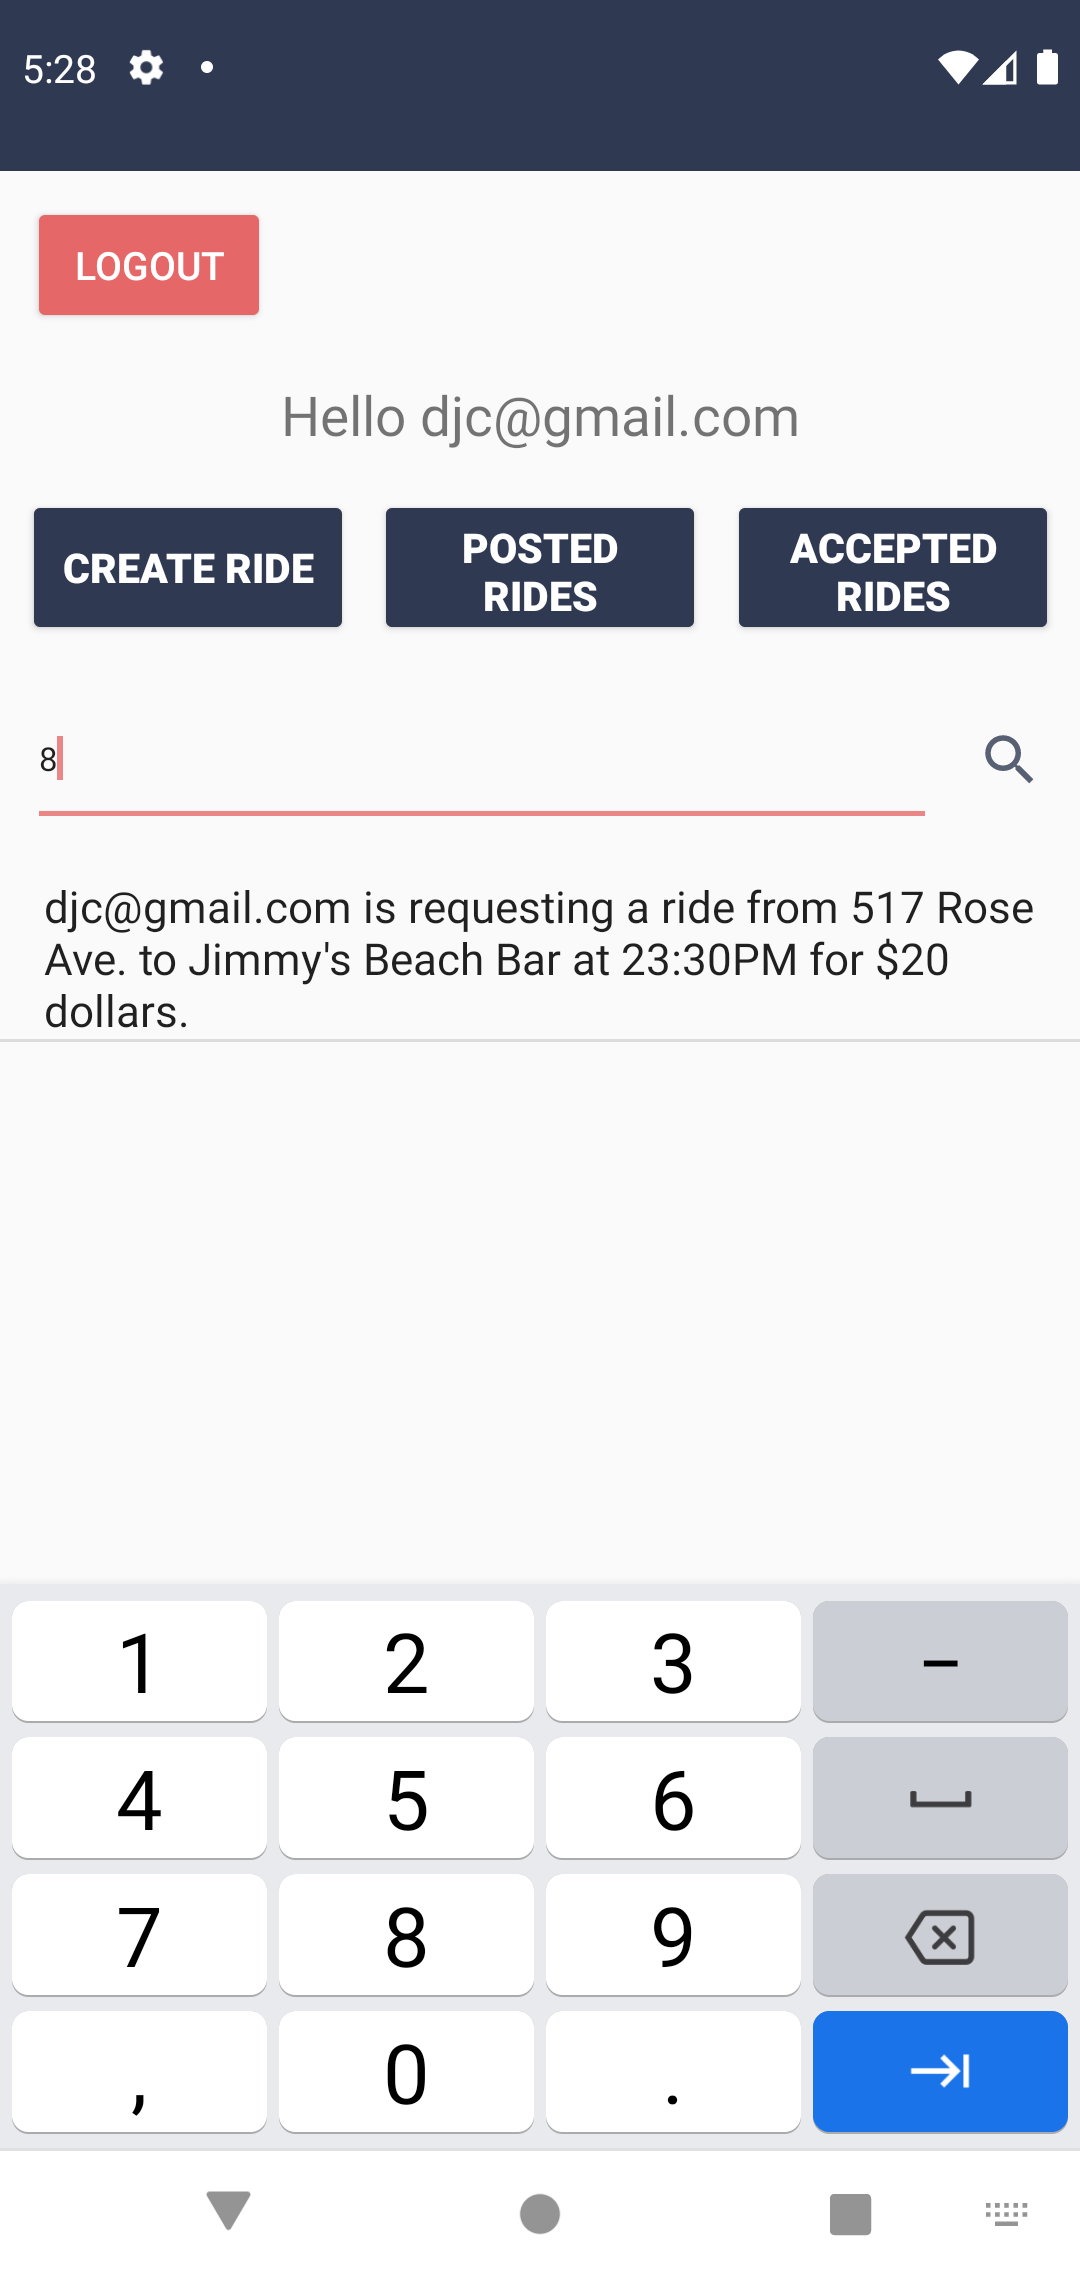 5:28
LOGOUT
Hello djc@gmail.com
CREATE RIDE
POSTED
RIDES
ACCEPTED
RIDES
8
djc@gmail.com is requesting a ride from 517 Rose
Ave. to Jimmy's Beach Bar at 23:30PM for $20
dollars.
1 2 3 –
4 5 6
7 8 9
, 0 .